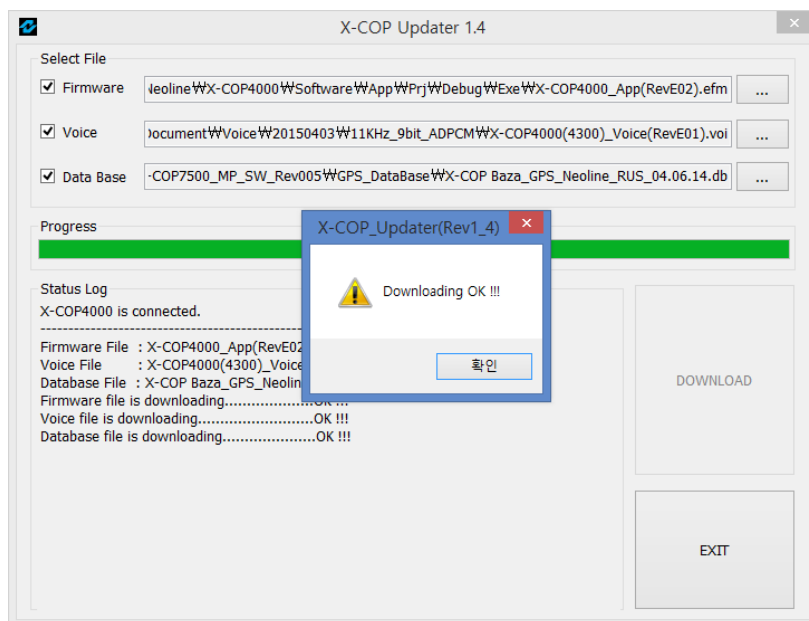 X-COP Updater 1.4
Select File
Firmware
Neoline₩X-COP4000₩Software₩App₩Prj₩Debug₩Exe₩X-COP4000_App(RevE02).efm
...
Voice
ocument₩Voice₩20150403₩11KHz_9bit_ADPCM₩X-COP4000(4300)_Voice(RevE01).voi
...
Data Base
-COP7500_MP_SW_Rev005₩GPS_DataBase₩X-COP Baza_GPS_Neoline_RUS_04.06.14.db
...
Progress
X-COP_Updater(Rev1_4)
Downloading OK !!!
확인
Status Log
X-COP4000 is connected.
--------------------------------------------------
Firmware File : X-COP4000_App(RevE02
Voice File : X-COP4000(4300)_Voice
Database File : X-COP Baza_GPS_Neolin
Firmware file is downloading.....................OK !!!
Voice file is downloading..........................OK !!!
Database file is downloading.....................OK !!!
DOWNLOAD
EXIT